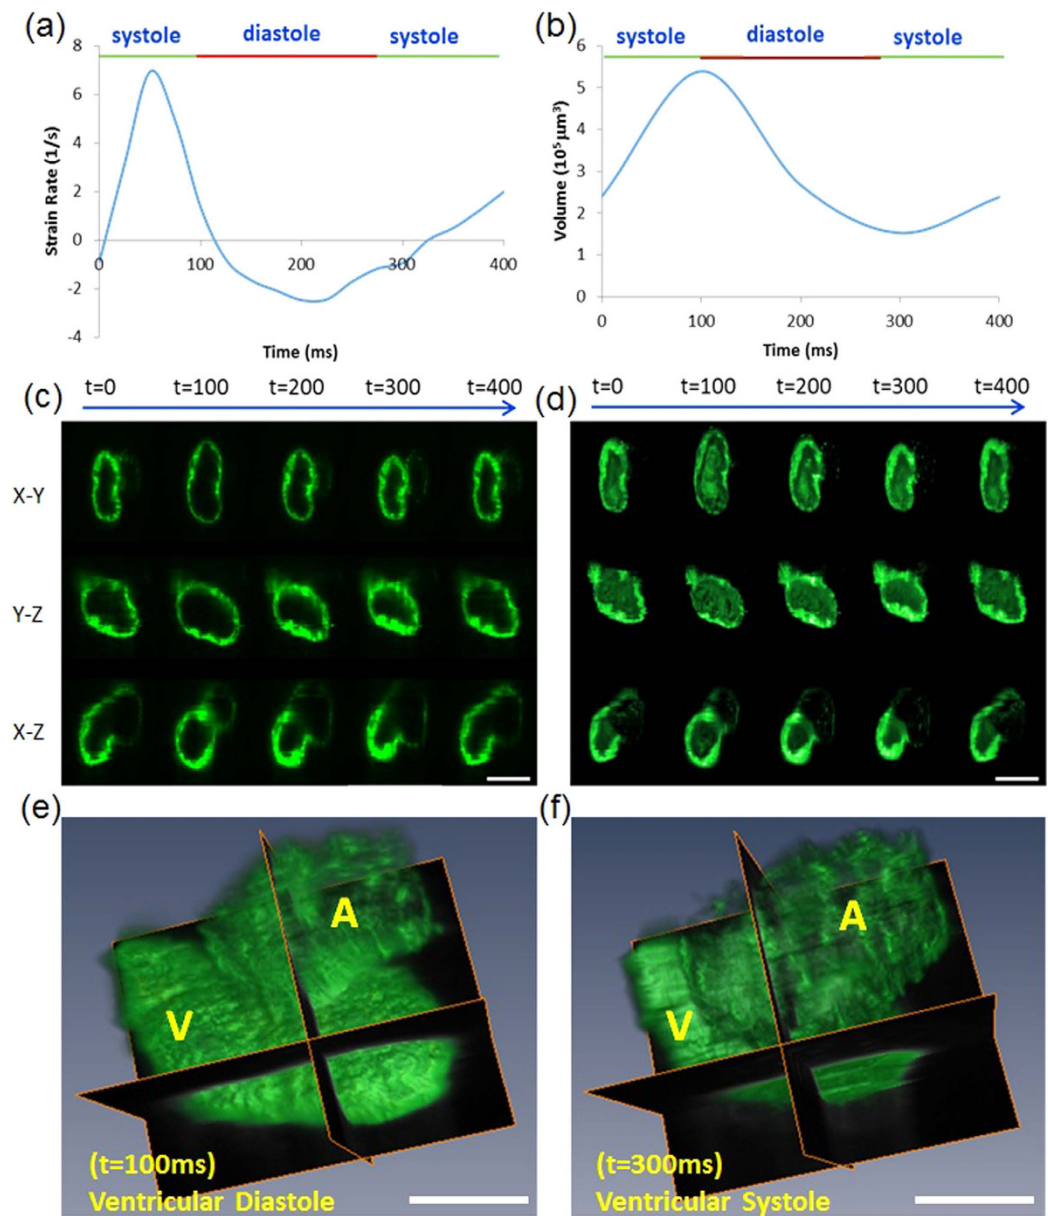 (a)
systole diastole systole
8
6
4
2
0
-2
-4
Strain Rate (1/s)
0 100 200 300 400
Time (ms)
(b)
systole diastole systole
6
5
4
3
2
1
0
Volume (10⁵ μm³)
0 100 200 300 400
Time (ms)
(c)
t=0 t=100 t=200 t=300 t=400
X-Y
Y-Z
X-Z
(d)
t=0 t=100 t=200 t=300 t=400
(e)
A
V
(t=100ms)
Ventricular Diastole
(f)
A
V
(t=300ms)
Ventricular Systole